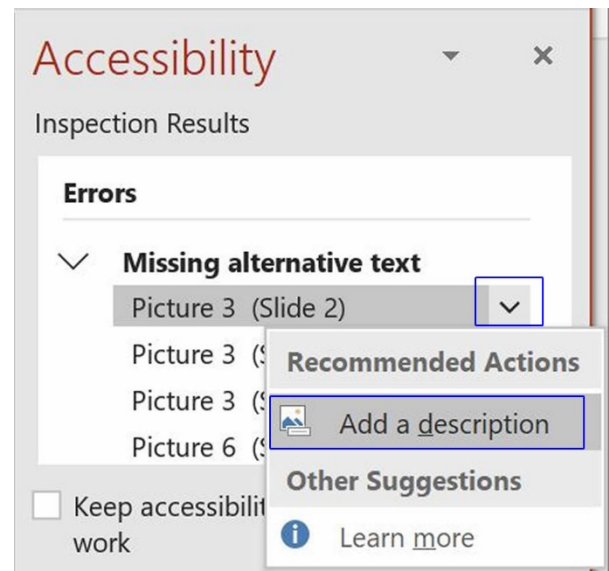 Accessibility
Inspection Results
Errors
Missing alternative text
Picture 3 (Slide 2)
Picture 3 (S
Recommended Actions
Picture 3 (S
Add a description
Picture 6 (S
Other Suggestions
Keep accessibilit
work
Learn more